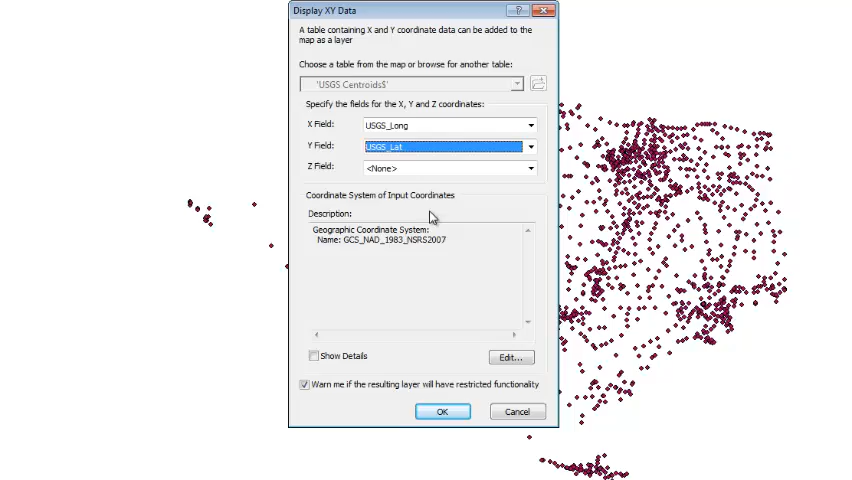 Display XY Data
?
A table containing X and Y coordinate data can be added to the
map as a layer
Choose a table from the map or browse for another table:
'USGS Centroids$'
Specify the fields for the X, Y and Z coordinates:
X Field: USGS_Long
Y Field: USGS_Lat
Z Field: <None>
Coordinate System of Input Coordinates
Description:
Geographic Coordinate System:
Name: GCS_NAD_1983_NSRS2007
Show Details
Edit...
Warn me if the resulting layer will have restricted functionality
OK
Cancel